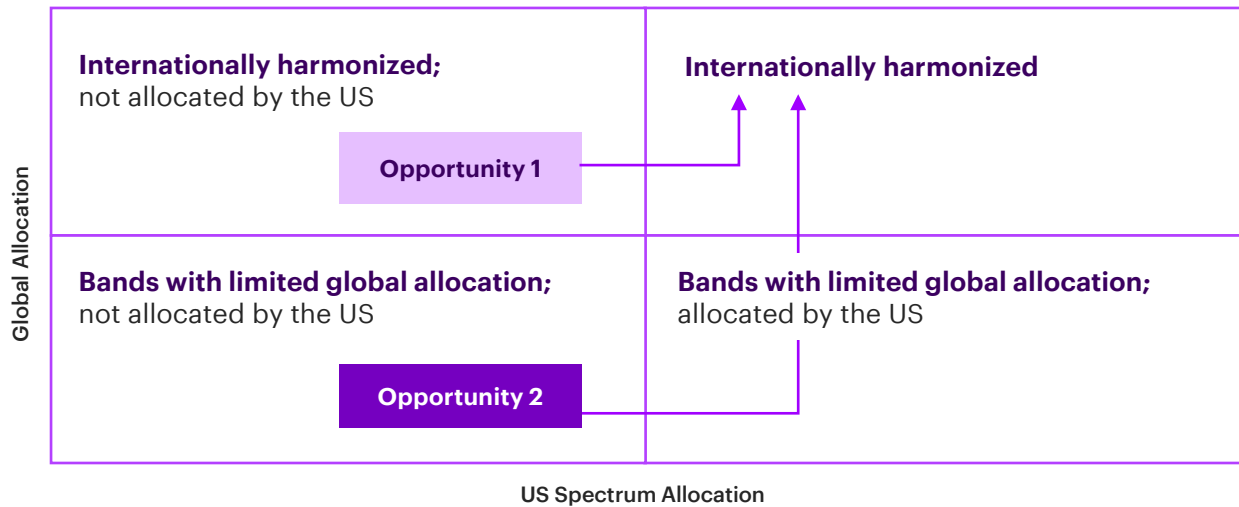 Internationally harmonized;
not allocated by the US
Opportunity 1
Internationally harmonized
Bands with limited global allocation;
not allocated by the US
Opportunity 2
Bands with limited global allocation;
allocated by the US
Global Allocation
US Spectrum Allocation